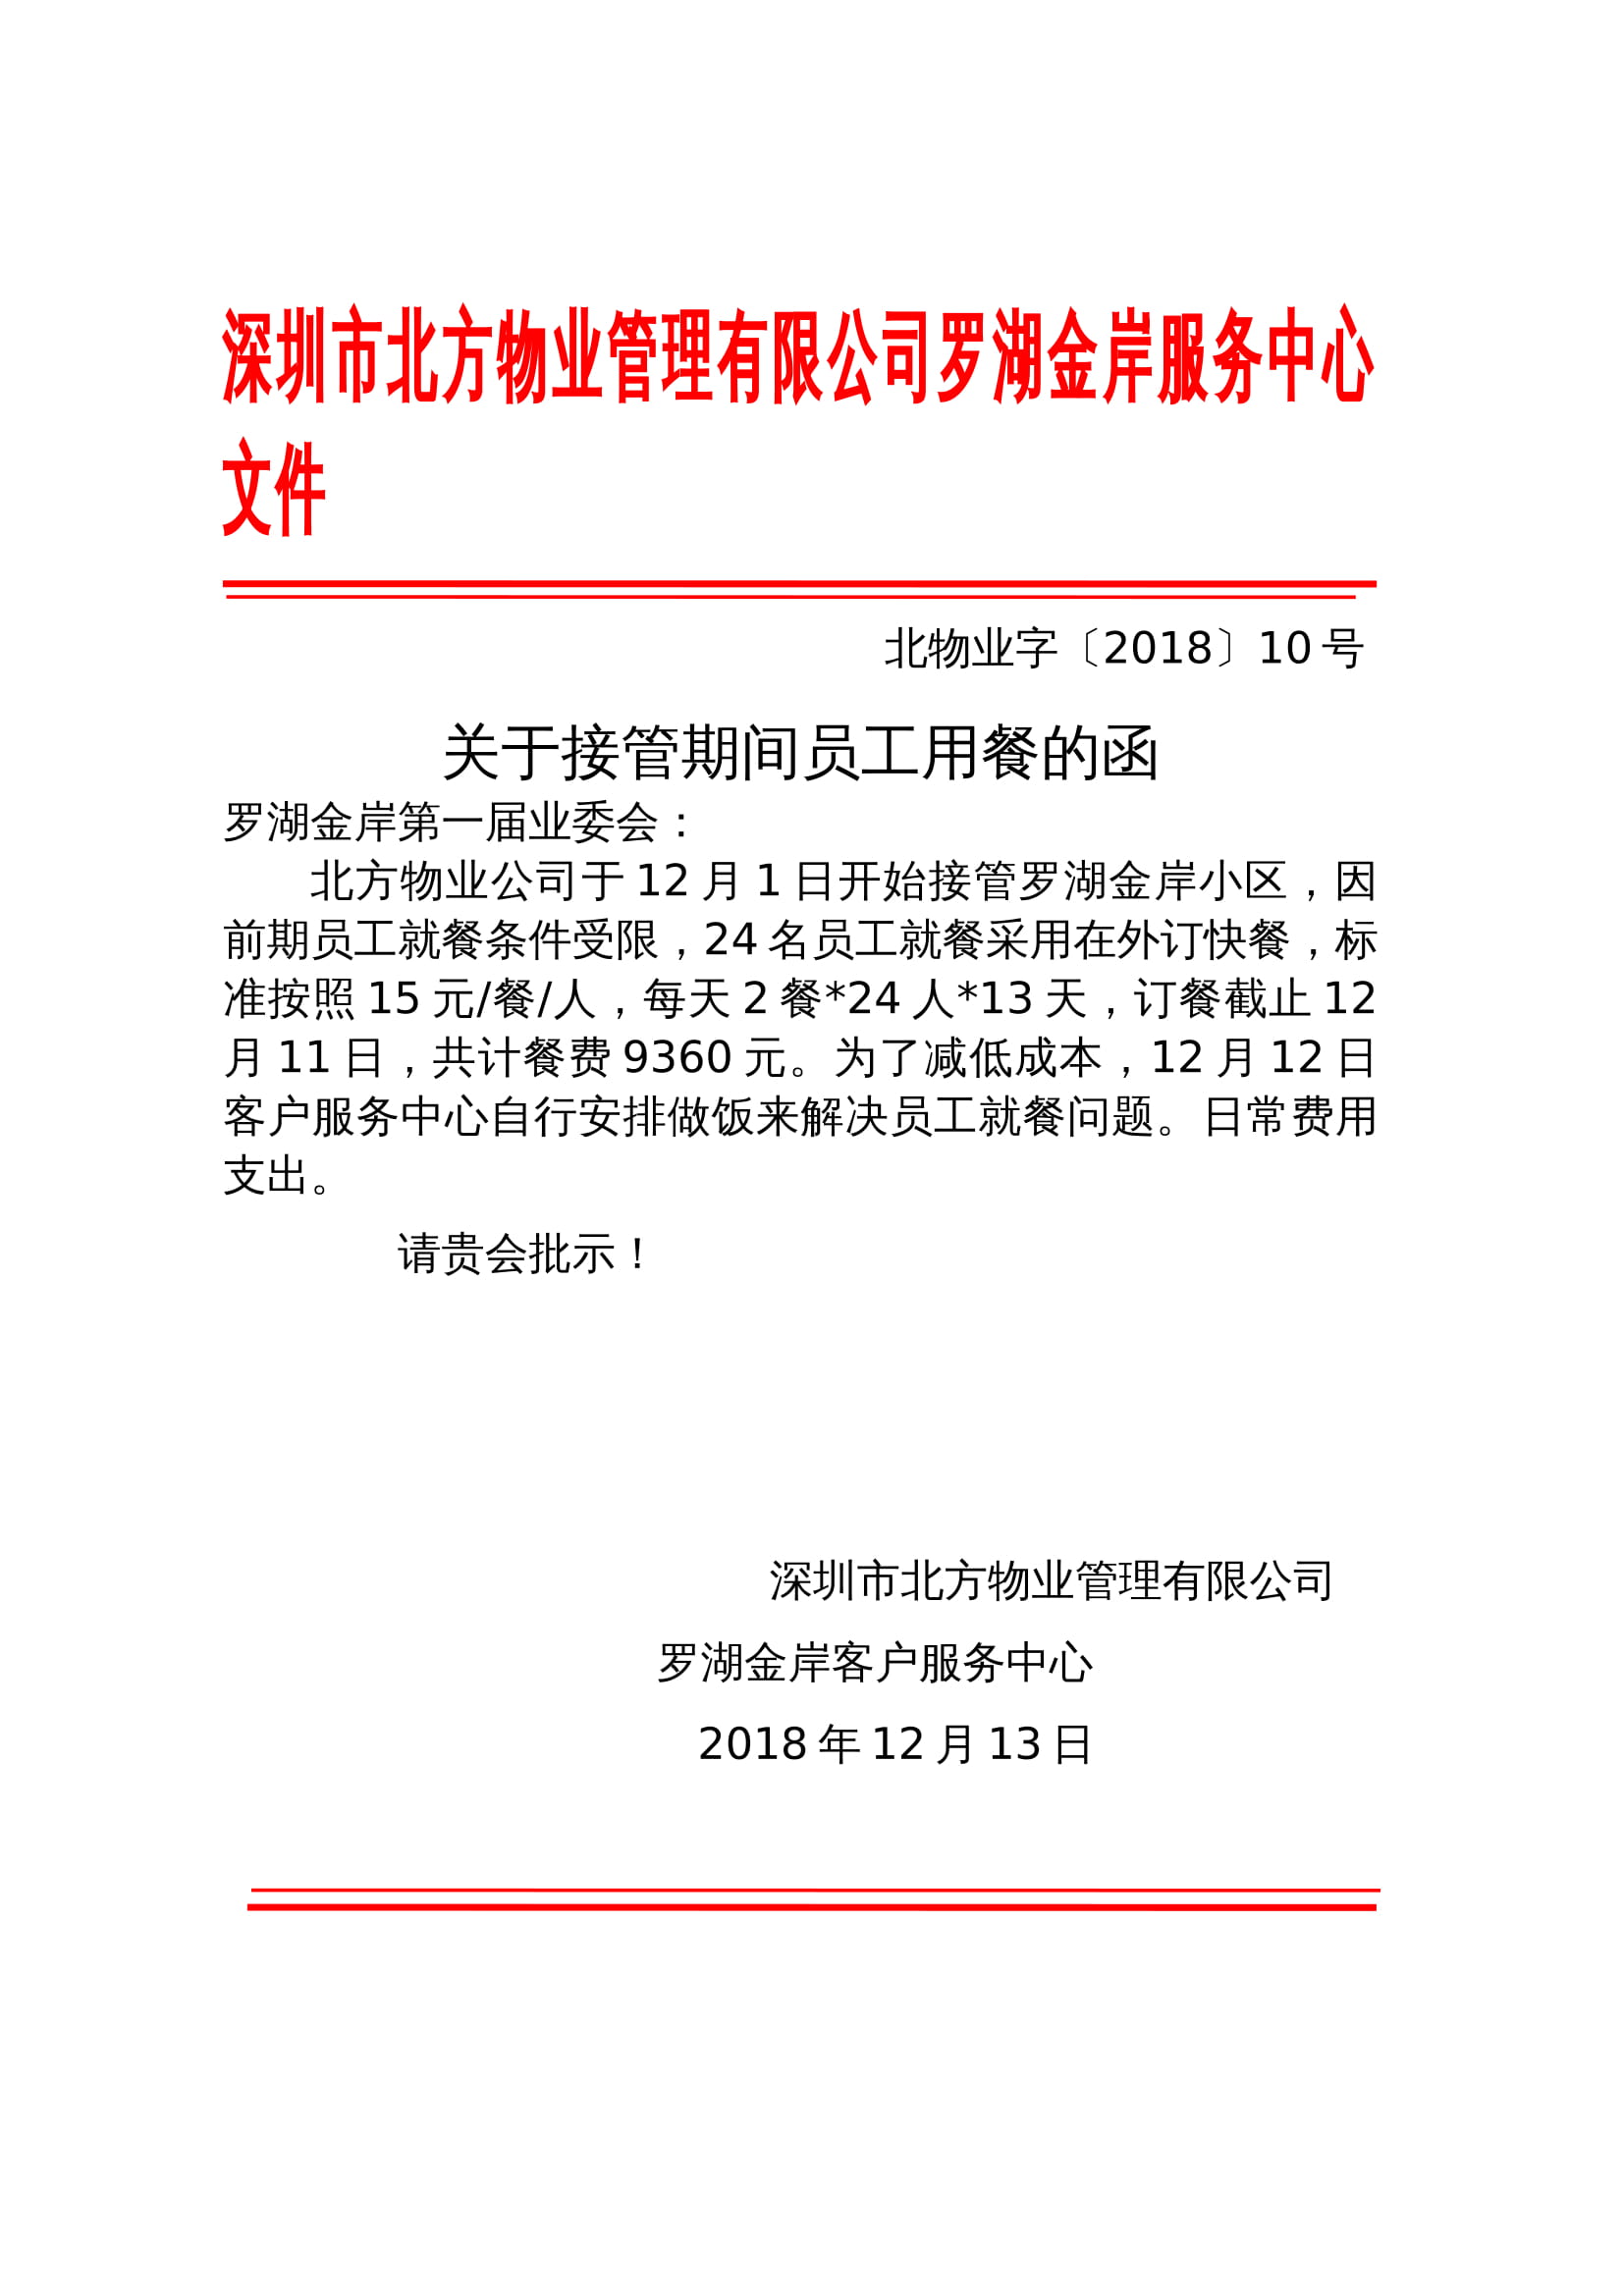 深圳市北方物业管理有限公司罗湖金岸服务中心
文件
北物业字〔2018〕10 号
关于接管期间员工用餐的函
罗湖金岸第一届业委会：
北方物业公司于 12 月 1 日开始接管罗湖金岸小区，因
前期员工就餐条件受限，24 名员工就餐采用在外订快餐，标
准按照 15 元/餐/人，每天 2 餐*24 人*13 天，订餐截止 12
月 11 日，共计餐费 9360 元。为了减低成本，12 月 12 日
客户服务中心自行安排做饭来解决员工就餐问题。日常费用
支出。
请贵会批示！
深圳市北方物业管理有限公司
罗湖金岸客户服务中心
2018 年 12 月 13 日